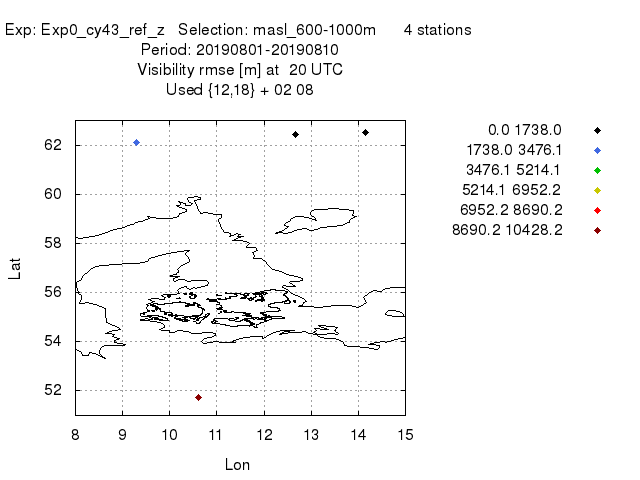 Exp: Exp0_cy43_ref_z   Selection: masl_600-1000m      4 stations
Period: 20190801-20190810
Visibility rmse [m] at  20 UTC
Used {12,18} + 02 08
0.0 1738.0
1738.0 3476.1
3476.1 5214.1
5214.1 6952.2
6952.2 8690.2
8690.2 10428.2
62
60
58
56
54
52
Lat
8 9 10 11 12 13 14 15
Lon